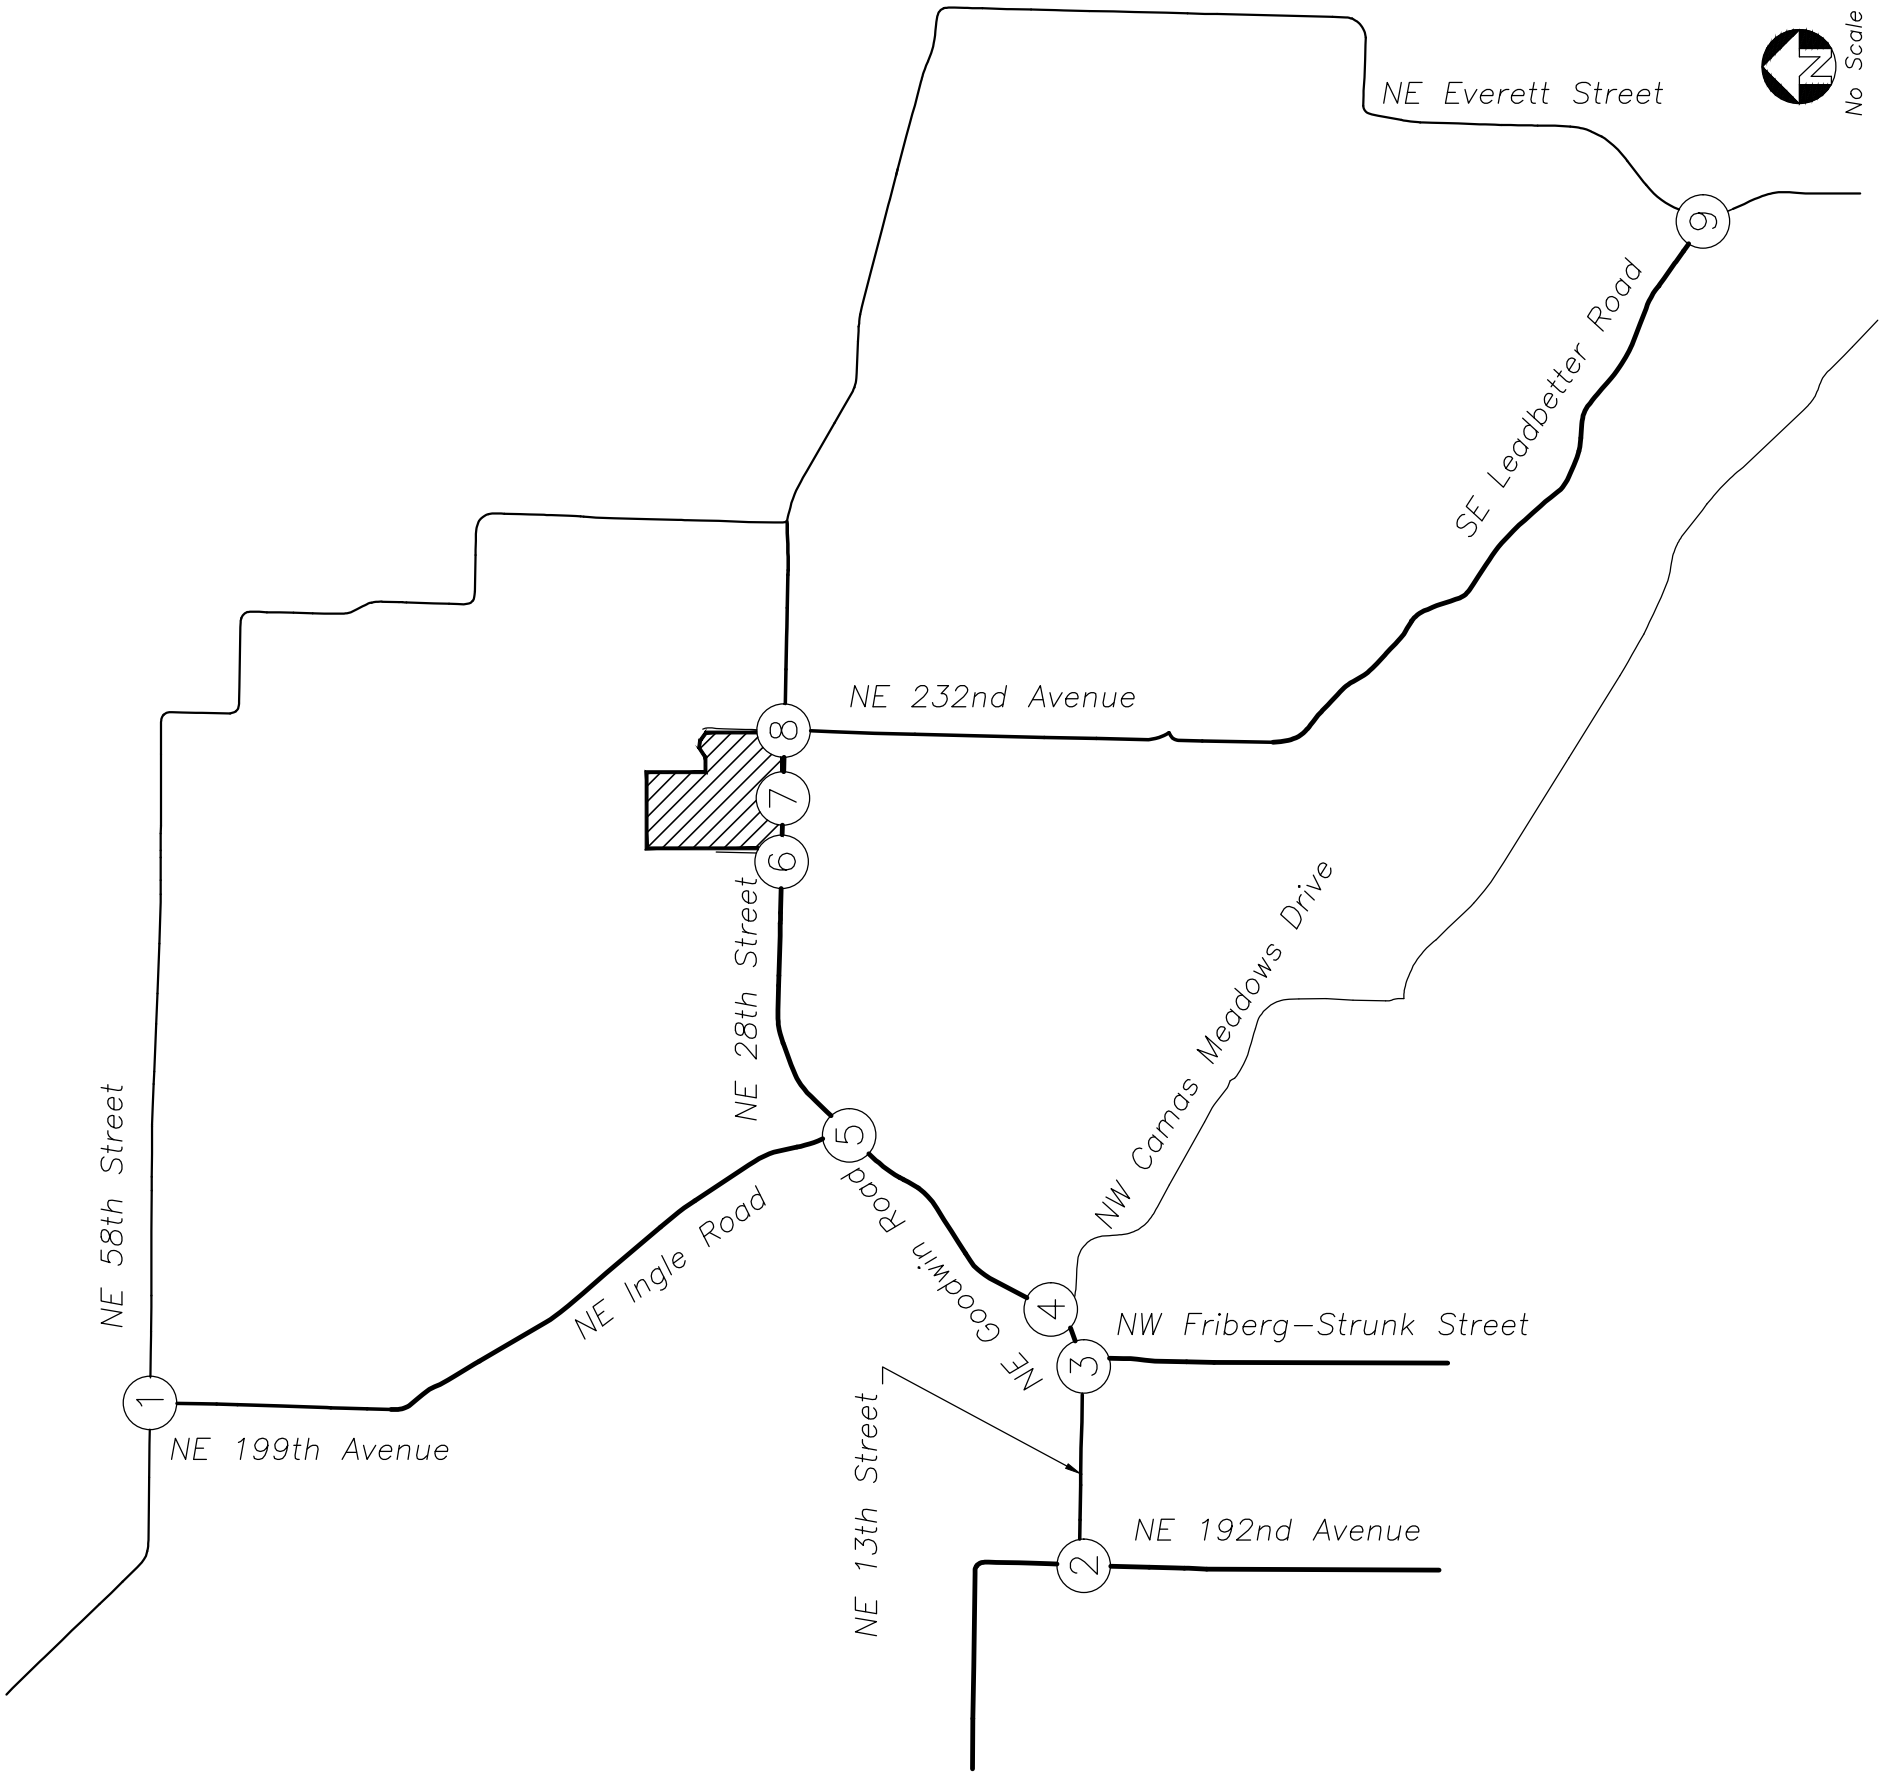 NE Everett Street
N
No Scale
9
SE Leadbetter Road
NE 232nd Avenue
8
7
6
NE 28th Street
NW Camas Meadows Drive
NE 58th Street
5
NE Ingle Road
NE Goodwin Road
4
3
NW Friberg-Strunk Street
1
NE 199th Avenue
NE 13th Street
NE 192nd Avenue
2